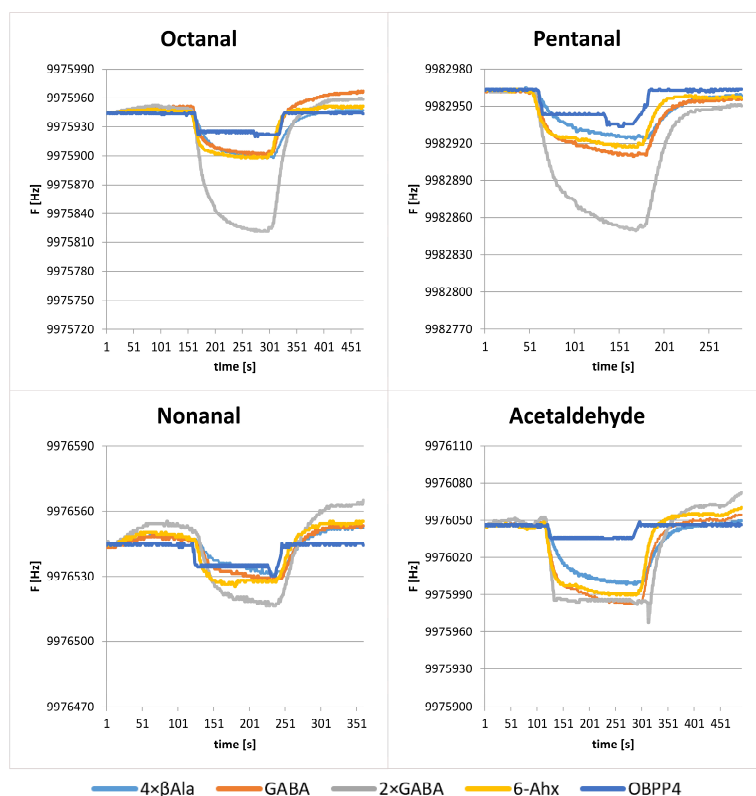 Octanal
9975990
9975960
9975930
9975900
9975870
9975840
9975810
9975780
9975750
9975720
F [Hz]
1 51 101 151 201 251 301 351 401 451
time [s]
Pentanal
9982980
9982950
9982920
9982890
9982860
9982830
9982800
9982770
F [Hz]
1 51 101 151 201 251
time [s]
Nonanal
9976590
9976560
9976530
9976500
9976470
F [Hz]
1 51 101 151 201 251 301 351
time [s]
Acetaldehyde
9976110
9976080
9976050
9976020
9975990
9975960
9975930
9975900
F [Hz]
1 51 101 151 201 251 301 351 401 451
time [s]
4×βAla GABA 2×GABA 6-Ahx OBPP4